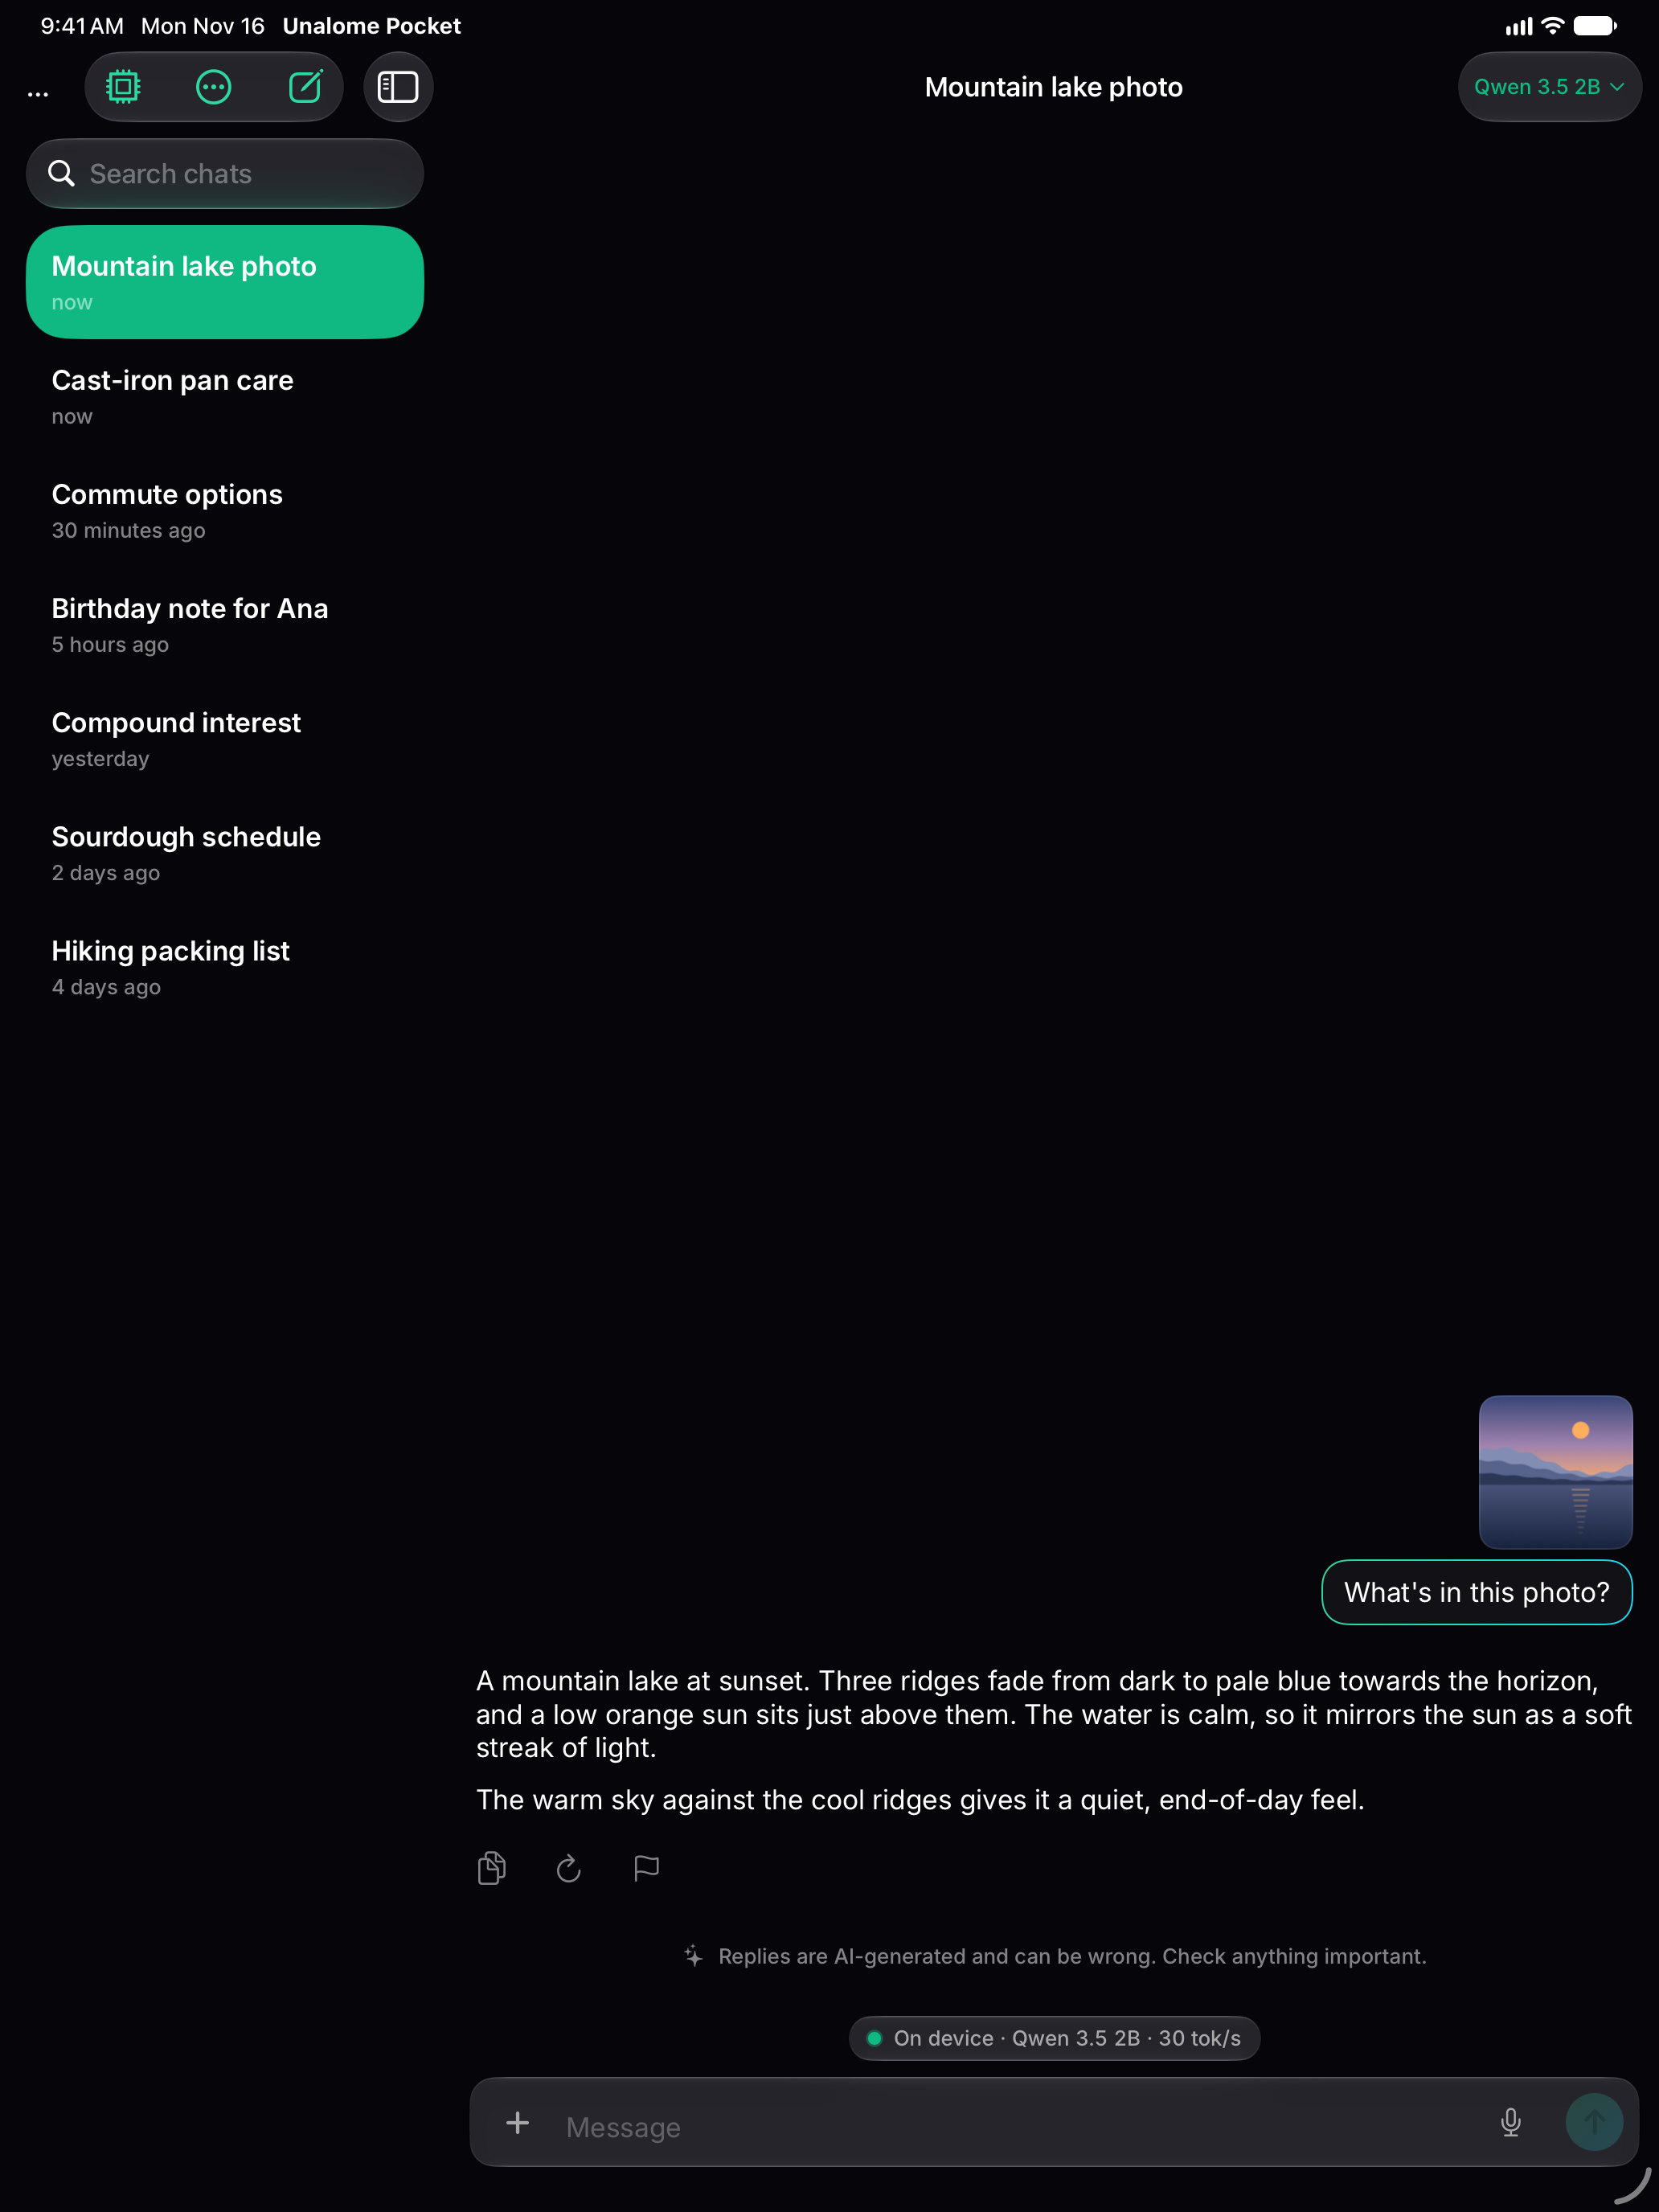 9:41 AM Mon Nov 16 Unalome Pocket
...
Mountain lake photo
Qwen 3.5 2B
Search chats
Mountain lake photo
now
Cast-iron pan care
now
Commute options
30 minutes ago
Birthday note for Ana
5 hours ago
Compound interest
yesterday
Sourdough schedule
2 days ago
Hiking packing list
4 days ago
What's in this photo?
A mountain lake at sunset. Three ridges fade from dark to pale blue towards the horizon,
and a low orange sun sits just above them. The water is calm, so it mirrors the sun as a soft
streak of light.
The warm sky against the cool ridges gives it a quiet, end-of-day feel.
Replies are AI-generated and can be wrong. Check anything important.
On device · Qwen 3.5 2B · 30 tok/s
Message